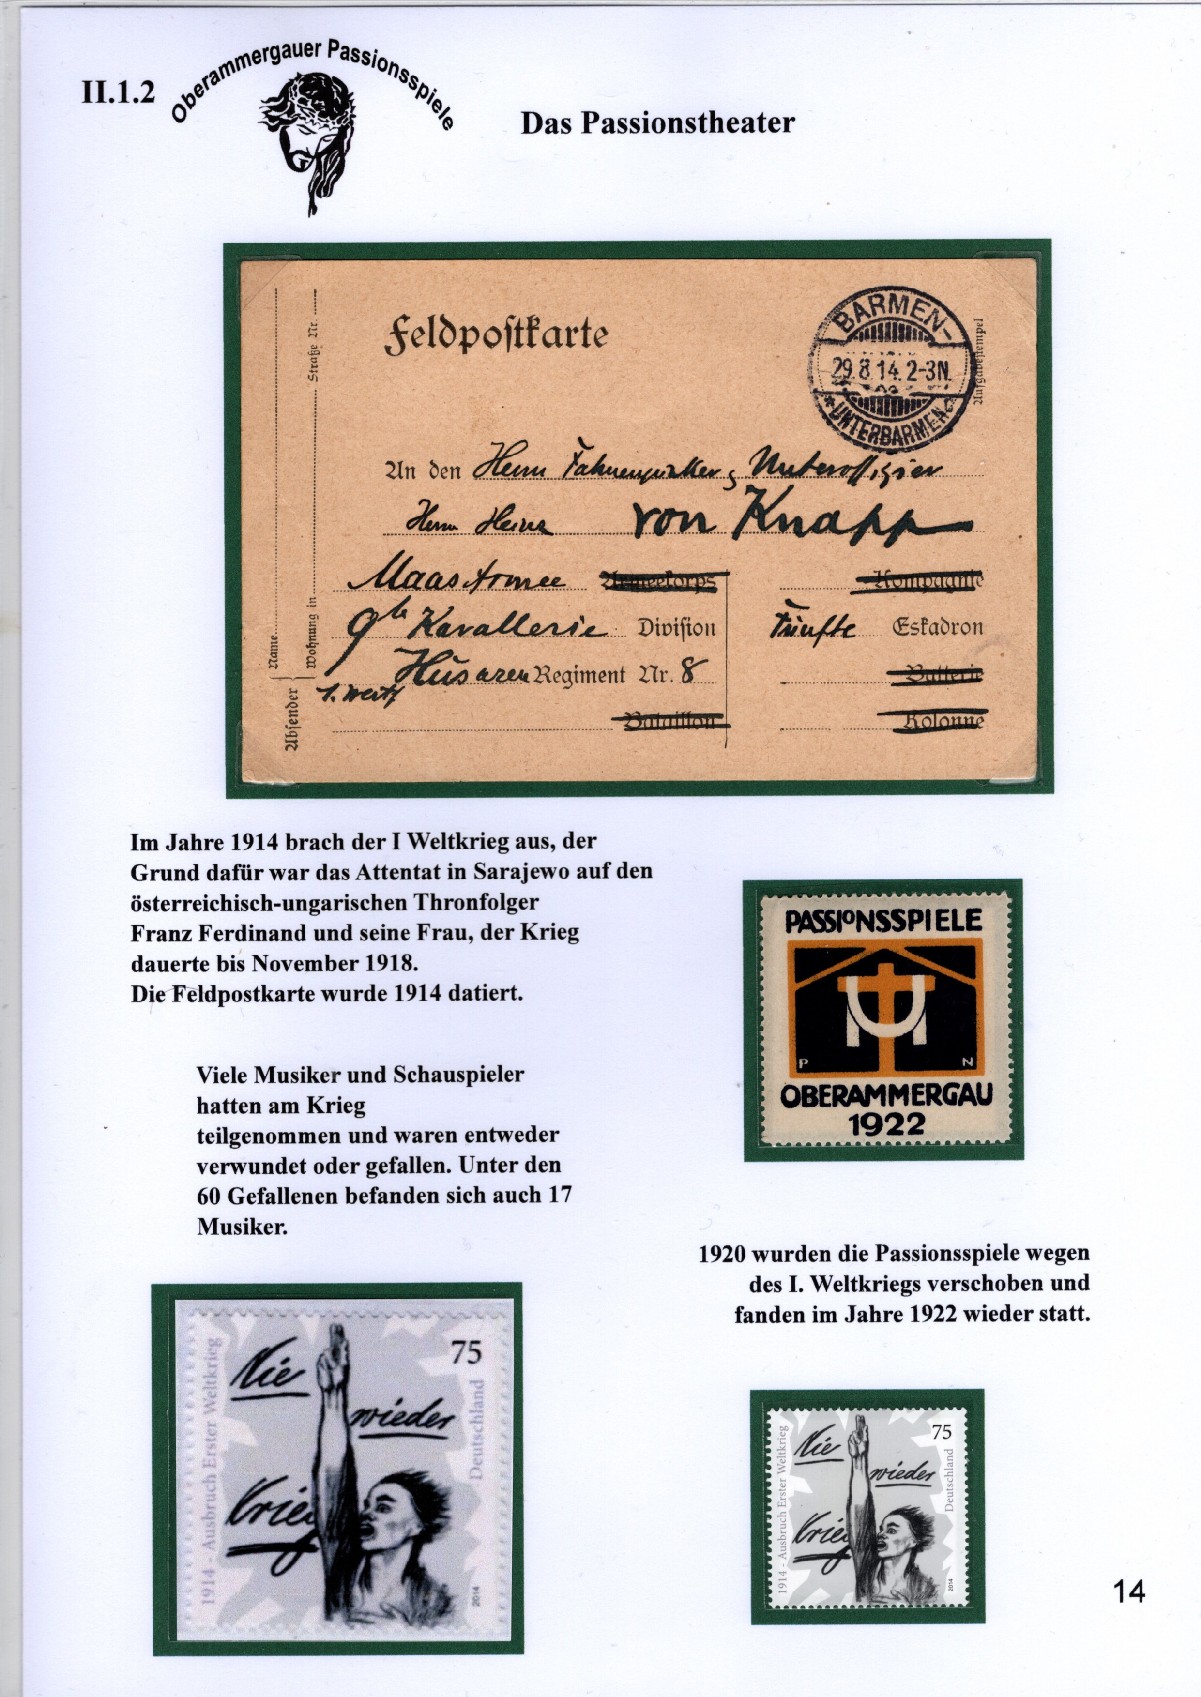 II.1.2
Oberammergauer Passionsspiele
Das Passionstheater
Feldpostkarte
BARMEN-
29.8.14. 2-3N.
*UNTERBARMEN
Aufgabestempel
Absender
Name
Wohnung in
Straße Nr.
An den Herrn Unteroffizier
Herrn Heinz von Knapp
Maas Armee Armeekorps
Kompagnie
9te Kavallerie Division
Fünfte Eskadron
Husaren Regiment Nr. 8
Batterie
Bataillon
Kolonne
Im Jahre 1914 brach der I Weltkrieg aus, der
Grund dafür war das Attentat in Sarajewo auf den
österreichisch-ungarischen Thronfolger
Franz Ferdinand und seine Frau, der Krieg
dauerte bis November 1918.
Die Feldpostkarte wurde 1914 datiert.
PASSIONSSPIELE
P N
OBERAMMERGAU
1922
Viele Musiker und Schauspieler
hatten am Krieg
teilgenommen und waren entweder
verwundet oder gefallen. Unter den
60 Gefallenen befanden sich auch 17
Musiker.
1920 wurden die Passionsspiele wegen
des I. Weltkriegs verschoben und
fanden im Jahre 1922 wieder statt.
1914 - Ausbruch Erster Weltkrieg
Nie
wieder
Krieg
75
Deutschland
2014
1914 - Ausbruch Erster Weltkrieg
Nie
wieder
Krieg
75
Deutschland
2014
14